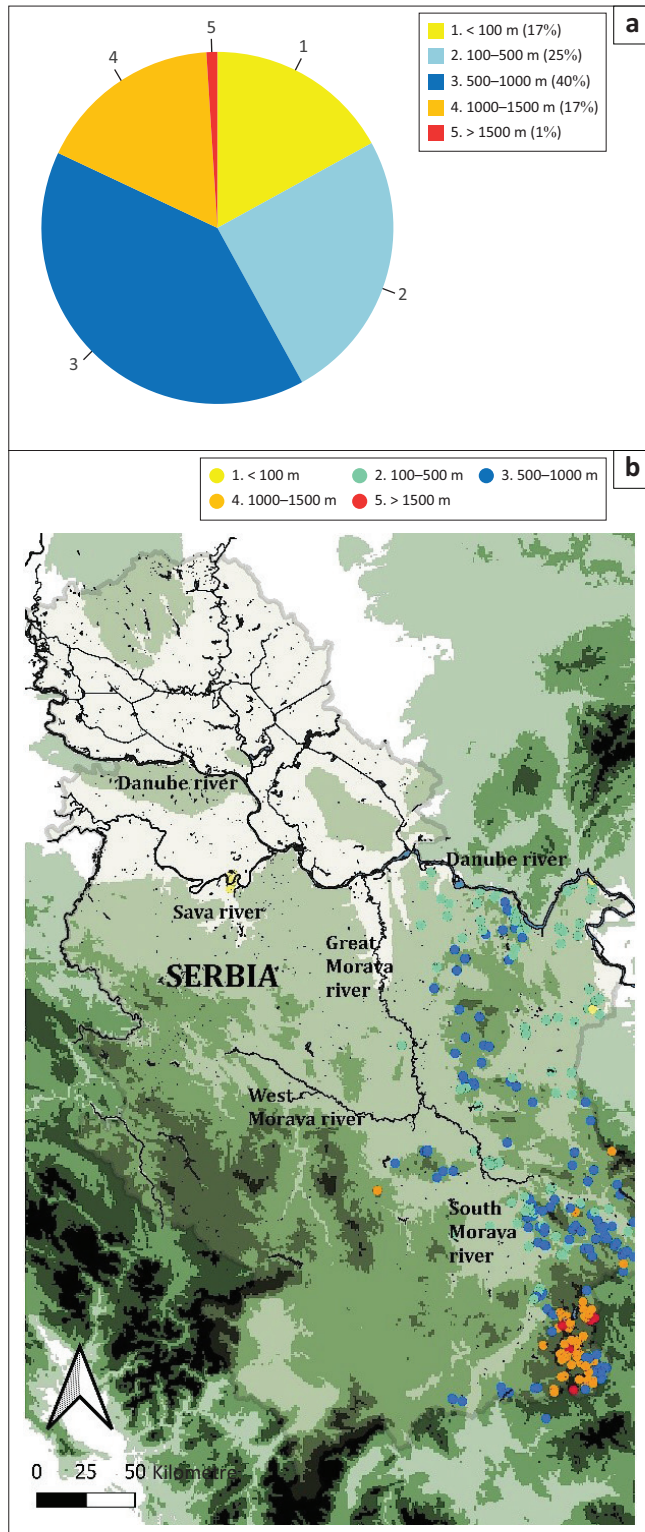 a
1. < 100 m (17%)
2. 100–500 m (25%)
3. 500–1000 m (40%)
4. 1000–1500 m (17%)
5. > 1500 m (1%)
5
1
4
2
3
b
1. < 100 m
2. 100–500 m
3. 500–1000 m
4. 1000–1500 m
5. > 1500 m
Danube river
Danube river
Sava river
Great
Morava
river
SERBIA
West
Morava river
South
Morava
river
0 25 50 Kilometre